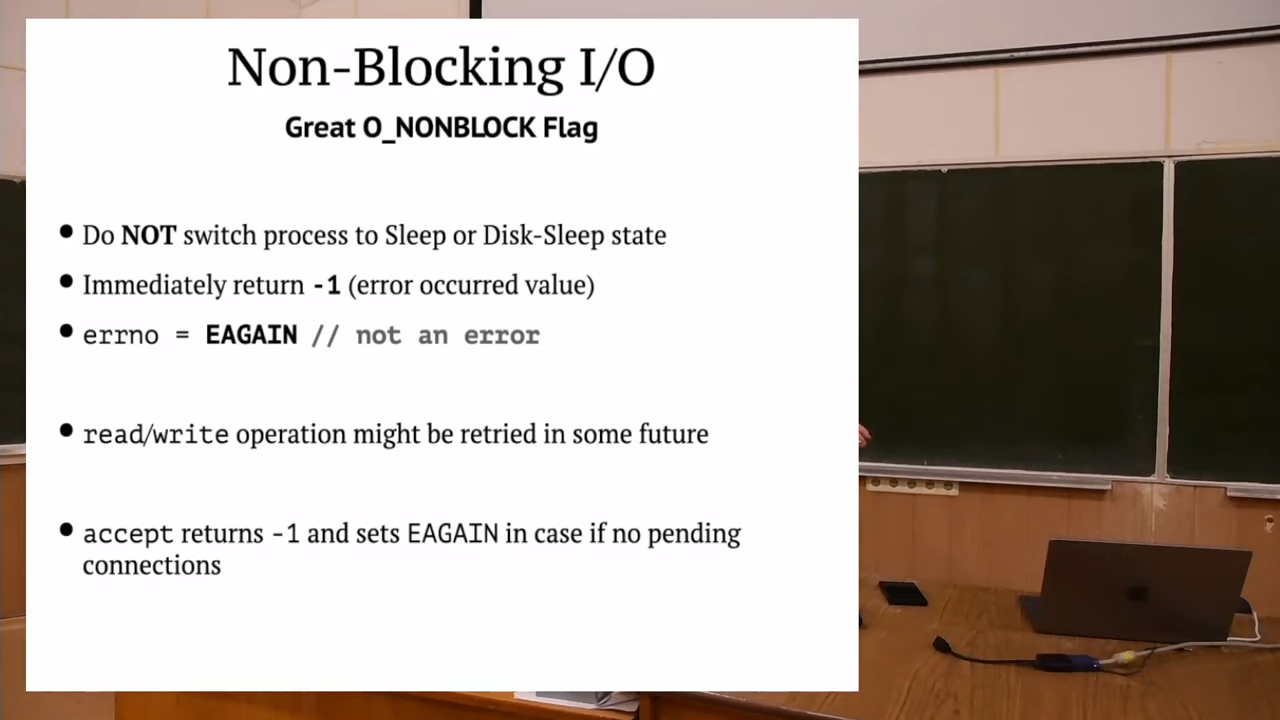 Non-Blocking I/O
Great O_NONBLOCK Flag
• Do NOT switch process to Sleep or Disk-Sleep state
• Immediately return -1 (error occurred value)
• errno = EAGAIN // not an error
• read/write operation might be retried in some future
• accept returns -1 and sets EAGAIN in case if no pending
connections